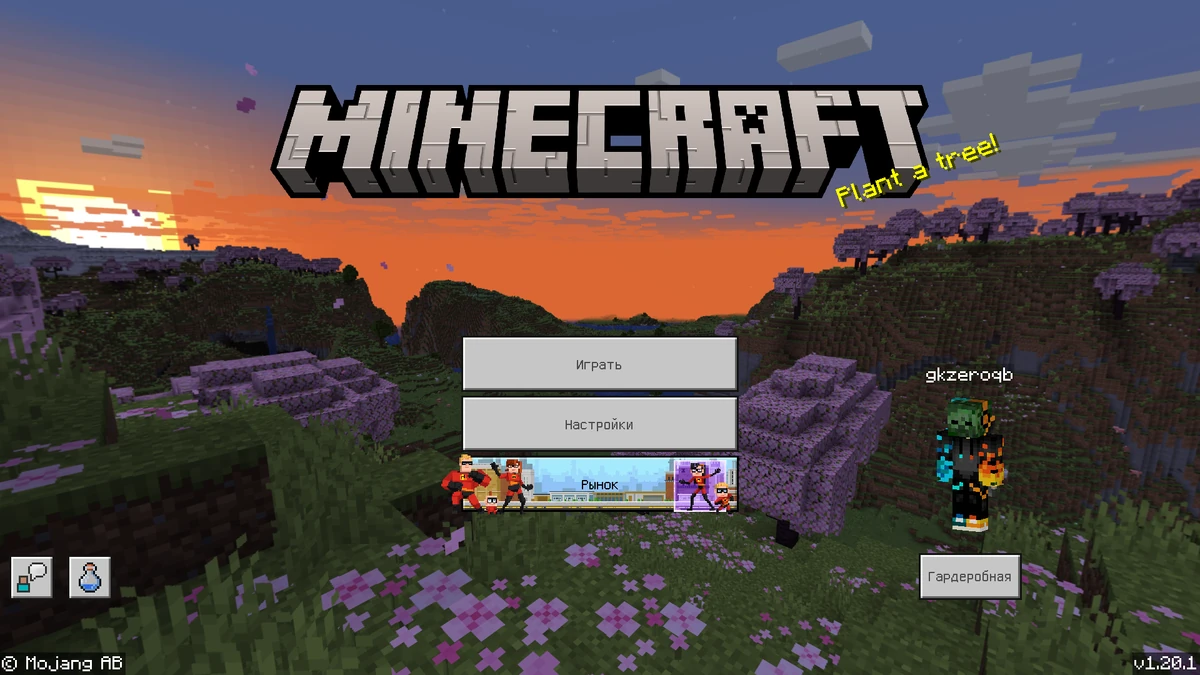 MINECRAFT
Plant a tree!
Играть
gkzeroqb
Настройки
Рынок
Гардеробная
© Mojang AB
v1.20.1